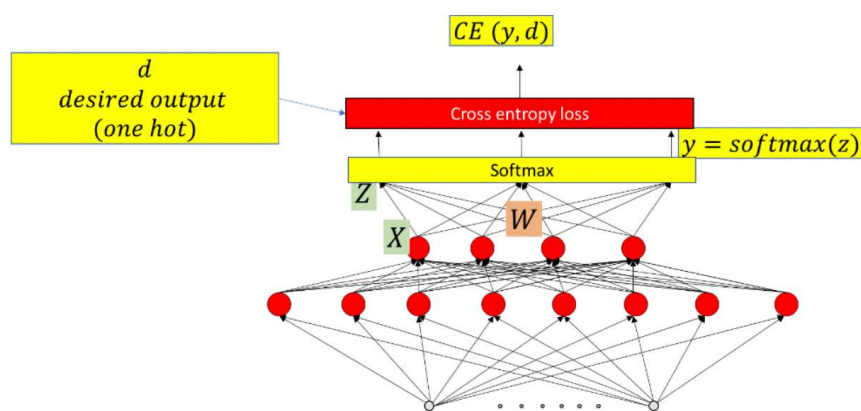 CE (y, d)
d
desired output
(one hot)
Cross entropy loss
y = softmax(z)
Softmax
Z
W
X